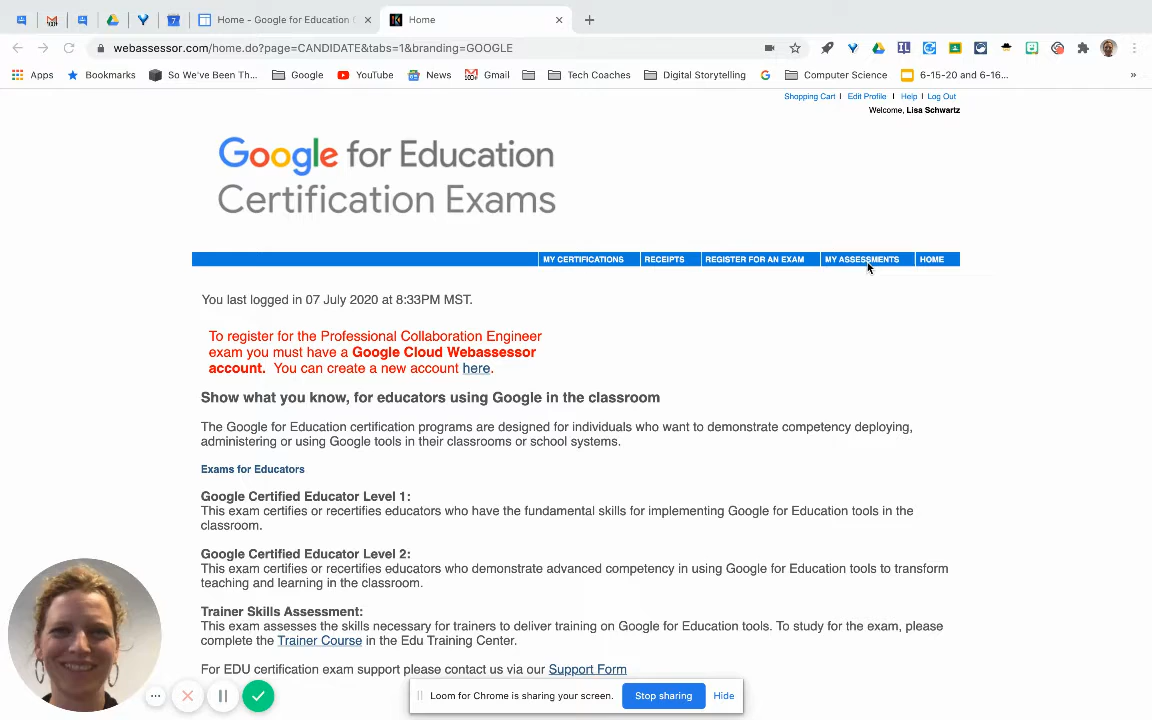 Home - Google for Education C
Home
webassessor.com/home.do?page=CANDIDATE&tabs=1&branding=GOOGLE
Apps Bookmarks So We've Been Th... Google YouTube News Gmail Tech Coaches Digital Storytelling Computer Science 6-15-20 and 6-16... »
Shopping Cart | Edit Profile | Help | Log Out
Welcome, Lisa Schwartz
Google for Education
Certification Exams
MY CERTIFICATIONS RECEIPTS REGISTER FOR AN EXAM MY ASSESSMENTS HOME
You last logged in 07 July 2020 at 8:33PM MST.
To register for the Professional Collaboration Engineer
exam you must have a Google Cloud Webassessor
account. You can create a new account here.
Show what you know, for educators using Google in the classroom
The Google for Education certification programs are designed for individuals who want to demonstrate competency deploying,
administering or using Google tools in their classrooms or school systems.
Exams for Educators
Google Certified Educator Level 1:
This exam certifies or recertifies educators who have the fundamental skills for implementing Google for Education tools in the
classroom.
Google Certified Educator Level 2:
This exam certifies or recertifies educators who demonstrate advanced competency in using Google for Education tools to transform
teaching and learning in the classroom.
Trainer Skills Assessment:
This exam assesses the skills necessary for trainers to deliver training on Google for Education tools. To study for the exam, please
complete the Trainer Course in the Edu Training Center.
For EDU certification exam support please contact us via our Support Form
Loom for Chrome is sharing your screen. Stop sharing Hide